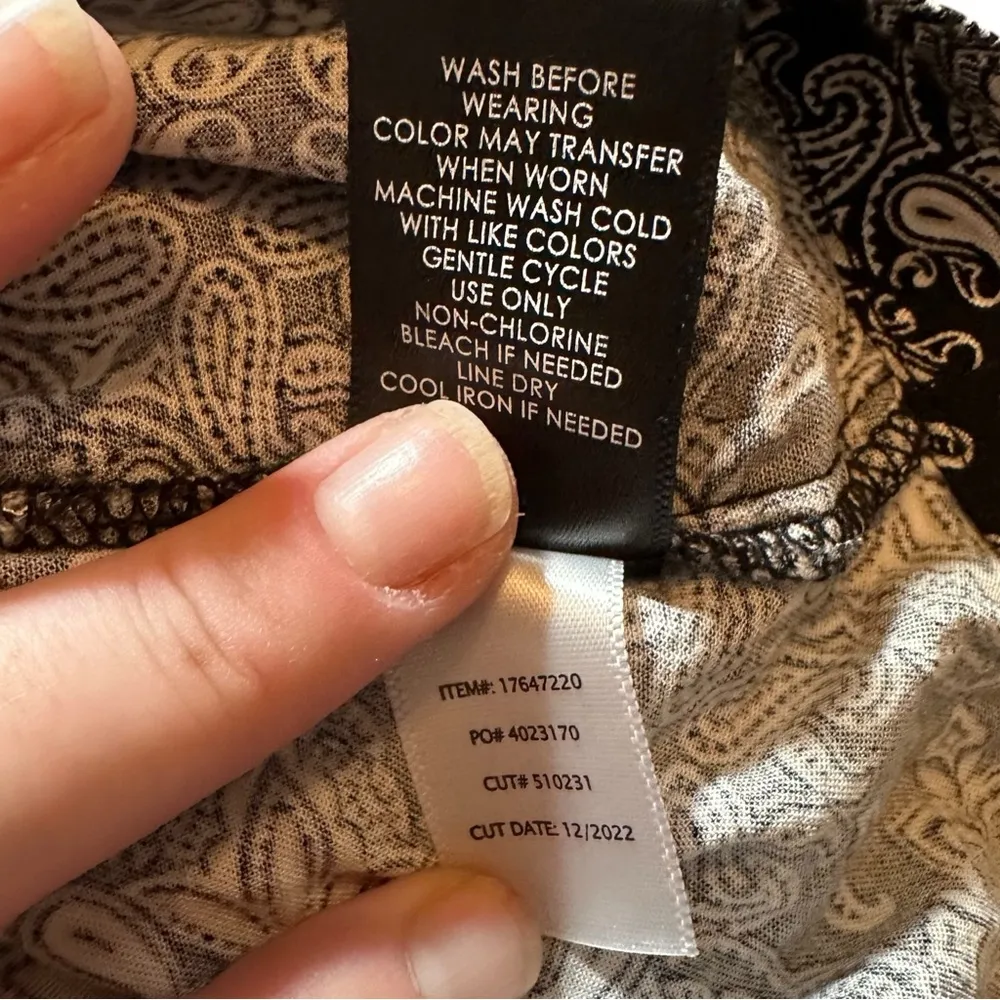 WASH BEFORE
WEARING
COLOR MAY TRANSFER
WHEN WORN
MACHINE WASH COLD
WITH LIKE COLORS
GENTLE CYCLE
USE ONLY
NON-CHLORINE
BLEACH IF NEEDED
LINE DRY
COOL IRON IF NEEDED
ITEM#: 17647220
PO# 4023170
CUT# 510231
CUT DATE: 12/2022